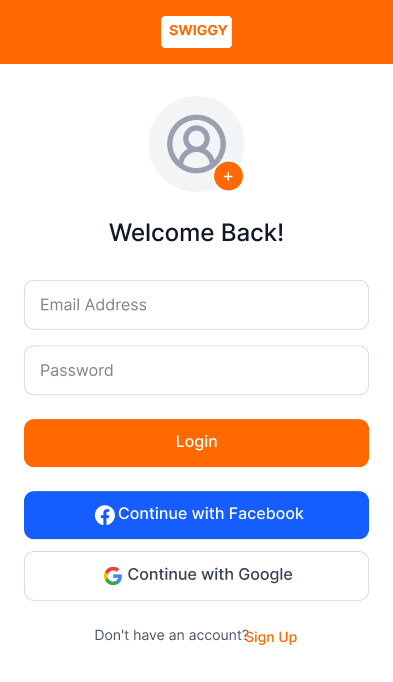 SWIGGY
+
Welcome Back!
Email Address
Password
Login
Continue with Facebook
Continue with Google
Don't have an account? Sign Up